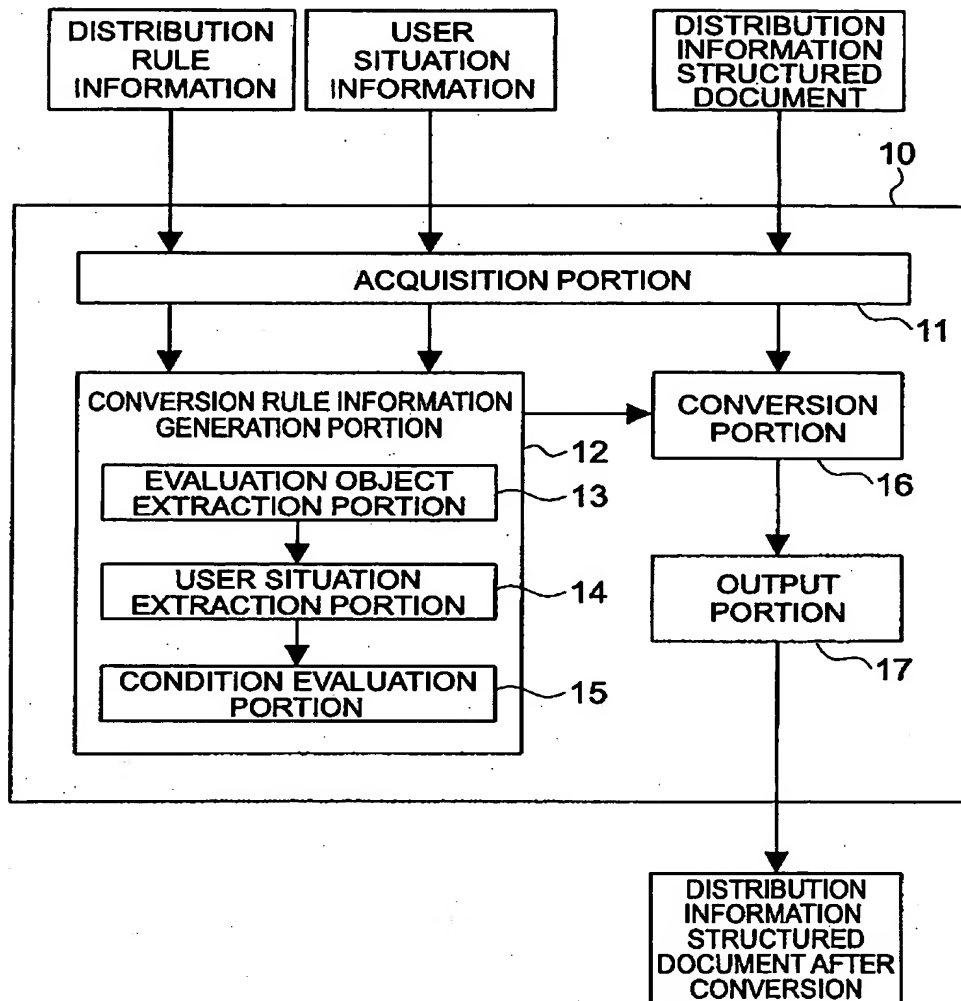 DISTRIBUTION
RULE
INFORMATION
USER
SITUATION
INFORMATION
DISTRIBUTION
INFORMATION
STRUCTURED
DOCUMENT
10
ACQUISITION PORTION
11
CONVERSION RULE INFORMATION
GENERATION PORTION
12
EVALUATION OBJECT
EXTRACTION PORTION
13
USER SITUATION
EXTRACTION PORTION
14
CONDITION EVALUATION
PORTION
15
CONVERSION
PORTION
16
OUTPUT
PORTION
17
DISTRIBUTION
INFORMATION
STRUCTURED
DOCUMENT AFTER
CONVERSION